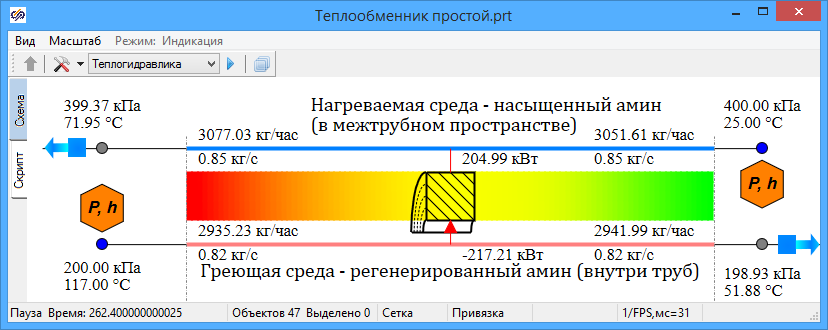 Теплообменник простой.prt
Вид Масштаб Режим: Индикация
Теплогидравлика
Схема
Скрипт
399.37 кПа
71.95 °C
Нагреваемая среда - насыщенный амин
(в межтрубном пространстве)
400.00 кПа
25.00 °C
3077.03 кг/час
3051.61 кг/час
0.85 кг/с
204.99 кВт
0.85 кг/с
P, h
P, h
2935.23 кг/час
2941.99 кг/час
0.82 кг/с
-217.21 кВт
0.82 кг/с
200.00 кПа
117.00 °C
Греющая среда - регенерированный амин (внутри труб)
198.93 кПа
51.88 °C
Пауза Время: 262.400000000025 Объектов 47 Выделено 0 Сетка Привязка 1/FPS,мс=31